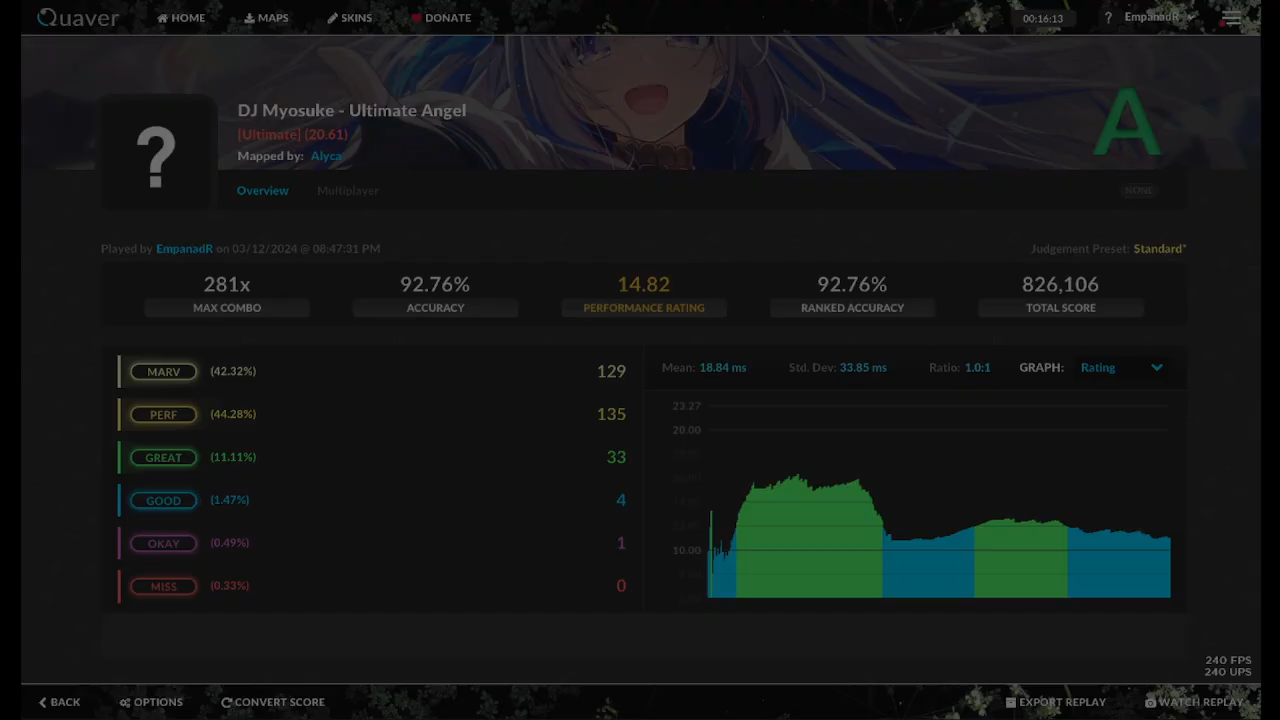 Quaver HOME MAPS SKINS DONATE 00:16:13 ? EmpanadR
?
DJ Myosuke - Ultimate Angel
[Ultimate] (20.61)
Mapped by: Alyca
A
Overview Multiplayer NONE
Played by EmpanadR on 03/12/2024 @ 08:47:31 PM Judgement Preset: Standard*
281x 92.76% 14.82 92.76% 826,106
MAX COMBO ACCURACY PERFORMANCE RATING RANKED ACCURACY TOTAL SCORE
MARV (42.32%) 129
PERF (44.28%) 135
GREAT (11.11%) 33
GOOD (1.47%) 4
OKAY (0.49%) 1
MISS (0.33%) 0
Mean: 18.84 ms Std. Dev: 33.85 ms Ratio: 1.0:1 GRAPH: Rating
23.27
20.00
10.00
240 FPS
240 UPS
BACK OPTIONS CONVERT SCORE EXPORT REPLAY WATCH REPLAY